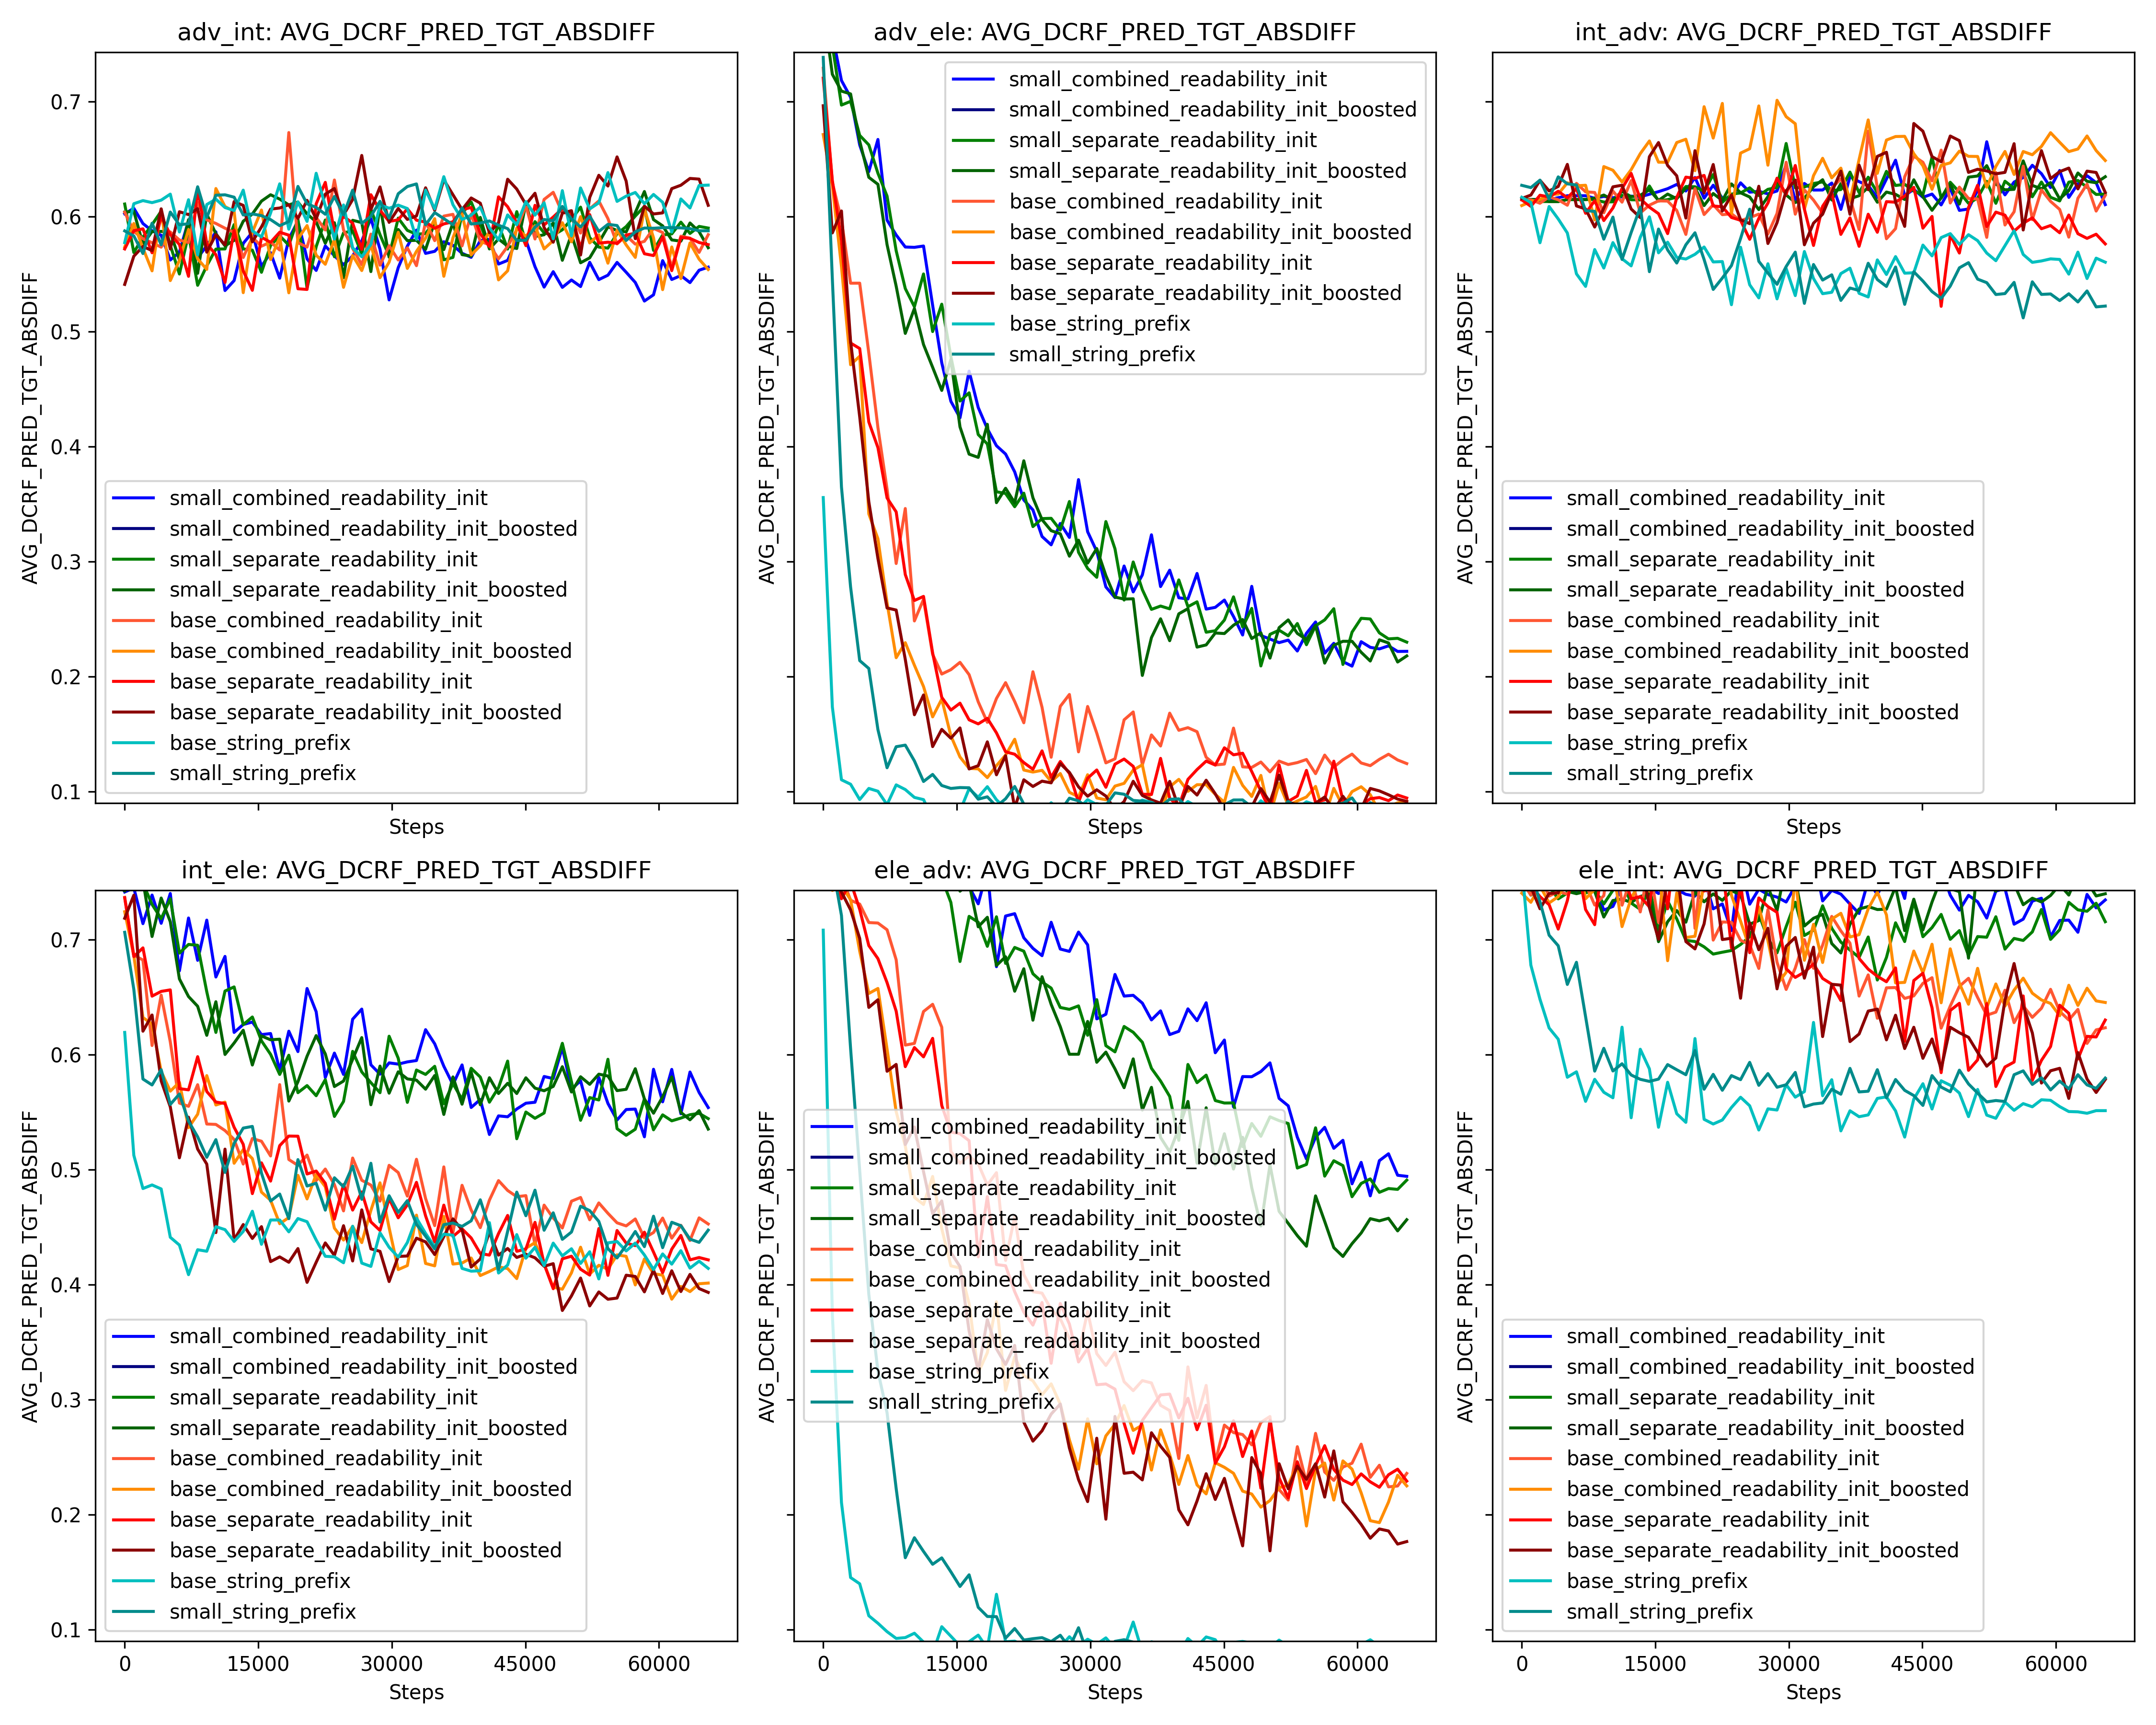 adv_int: AVG_DCRF_PRED_TGT_ABSDIFF
AVG_DCRF_PRED_TGT_ABSDIFF
0.7
0.6
0.5
0.4
0.3
0.2
0.1
small_combined_readability_init
small_combined_readability_init_boosted
small_separate_readability_init
small_separate_readability_init_boosted
base_combined_readability_init
base_combined_readability_init_boosted
base_separate_readability_init
base_separate_readability_init_boosted
base_string_prefix
small_string_prefix
Steps
adv_ele: AVG_DCRF_PRED_TGT_ABSDIFF
AVG_DCRF_PRED_TGT_ABSDIFF
small_combined_readability_init
small_combined_readability_init_boosted
small_separate_readability_init
small_separate_readability_init_boosted
base_combined_readability_init
base_combined_readability_init_boosted
base_separate_readability_init
base_separate_readability_init_boosted
base_string_prefix
small_string_prefix
Steps
int_adv: AVG_DCRF_PRED_TGT_ABSDIFF
AVG_DCRF_PRED_TGT_ABSDIFF
small_combined_readability_init
small_combined_readability_init_boosted
small_separate_readability_init
small_separate_readability_init_boosted
base_combined_readability_init
base_combined_readability_init_boosted
base_separate_readability_init
base_separate_readability_init_boosted
base_string_prefix
small_string_prefix
Steps
int_ele: AVG_DCRF_PRED_TGT_ABSDIFF
AVG_DCRF_PRED_TGT_ABSDIFF
0.7
0.6
0.5
0.4
0.3
0.2
0.1
small_combined_readability_init
small_combined_readability_init_boosted
small_separate_readability_init
small_separate_readability_init_boosted
base_combined_readability_init
base_combined_readability_init_boosted
base_separate_readability_init
base_separate_readability_init_boosted
base_string_prefix
small_string_prefix
0 15000 30000 45000 60000
Steps
ele_adv: AVG_DCRF_PRED_TGT_ABSDIFF
AVG_DCRF_PRED_TGT_ABSDIFF
small_combined_readability_init
small_combined_readability_init_boosted
small_separate_readability_init
small_separate_readability_init_boosted
base_combined_readability_init
base_combined_readability_init_boosted
base_separate_readability_init
base_separate_readability_init_boosted
base_string_prefix
small_string_prefix
0 15000 30000 45000 60000
Steps
ele_int: AVG_DCRF_PRED_TGT_ABSDIFF
AVG_DCRF_PRED_TGT_ABSDIFF
small_combined_readability_init
small_combined_readability_init_boosted
small_separate_readability_init
small_separate_readability_init_boosted
base_combined_readability_init
base_combined_readability_init_boosted
base_separate_readability_init
base_separate_readability_init_boosted
base_string_prefix
small_string_prefix
0 15000 30000 45000 60000
Steps